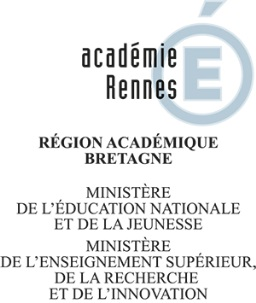 académie
Rennes
É
RÉGION ACADÉMIQUE
BRETAGNE
MINISTÈRE
DE L'ÉDUCATION NATIONALE
ET DE LA JEUNESSE
MINISTÈRE
DE L'ENSEIGNEMENT SUPÉRIEUR,
DE LA RECHERCHE
ET DE L'INNOVATION